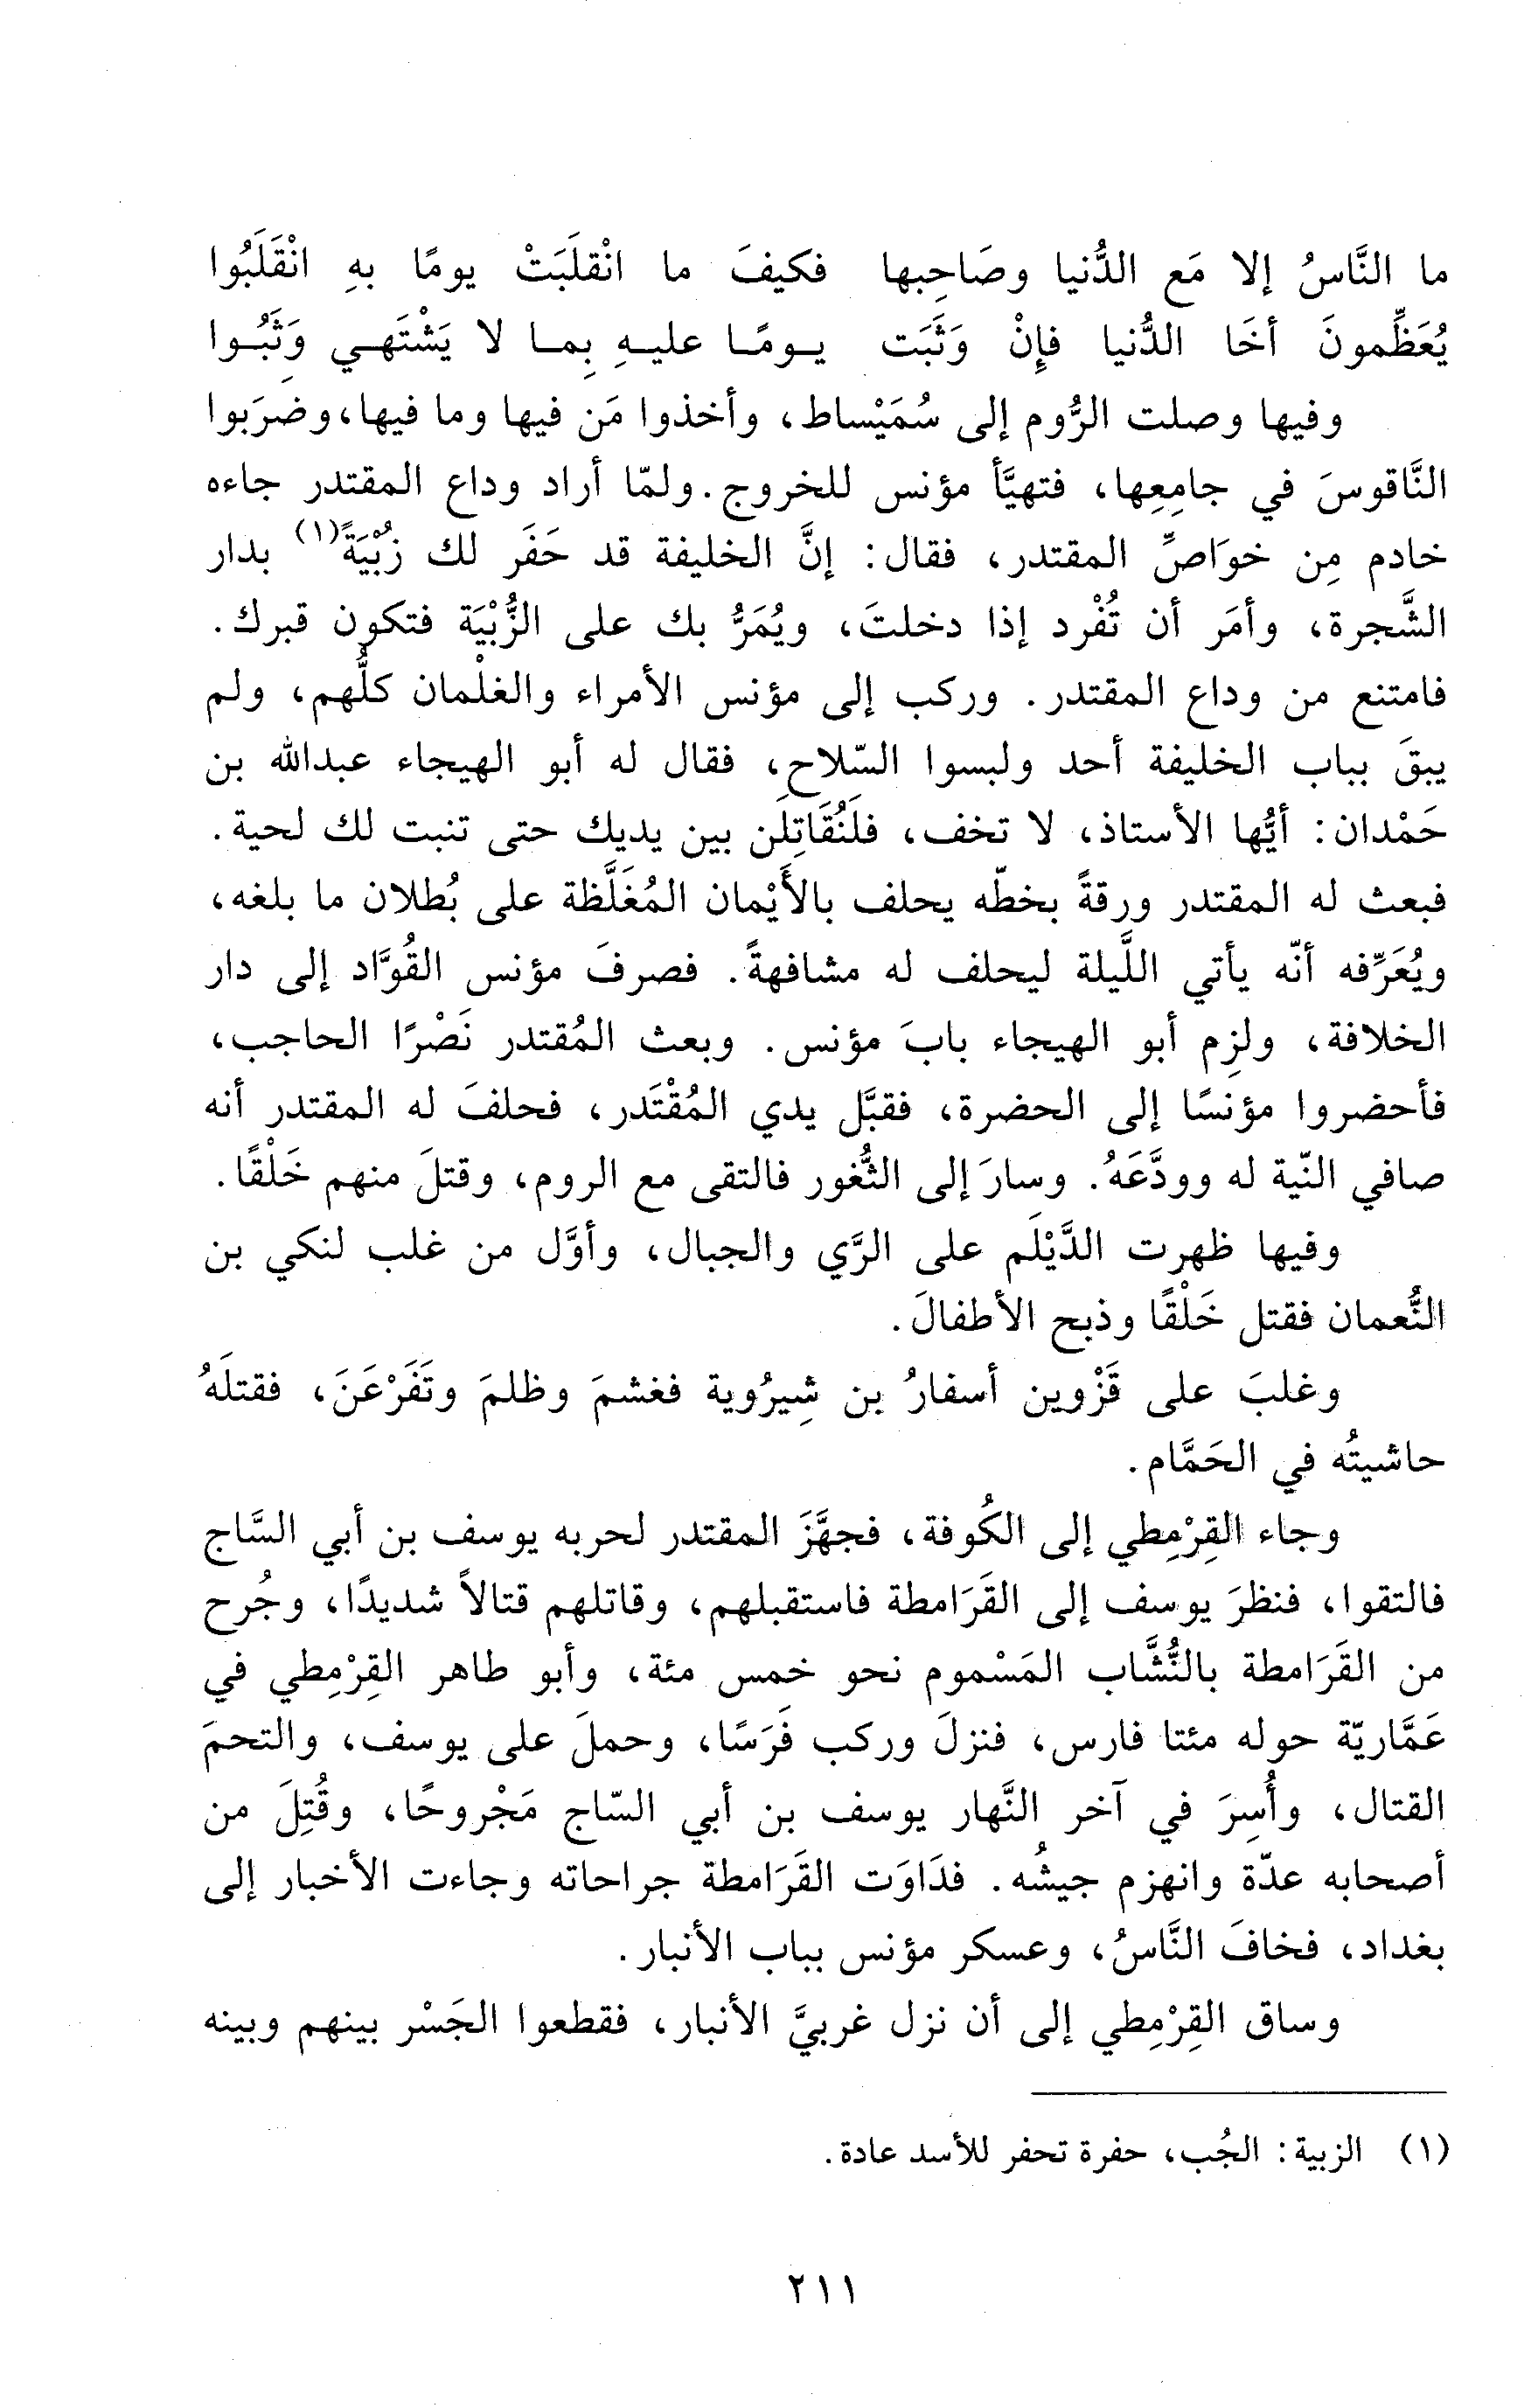 ما النَّاسُ إلا مَع الدُّنيا وصَاحِبها فكيفَ ما انْقلَبَتْ يومًا بهِ انْقَلَبُوا
يُعَظِّمونَ أخَا الدُّنيا فإِنْ وَثَبَت يـومًـا عليـهِ بِمـا لا يَشْتَهـي وَثَبُـوا
وفيها وصلت الرُّوم إلى سُمَيْساط، وأخذوا مَن فيها وما فيها، وضَرَبوا
النَّاقوسَ في جامِعِها، فتهيَّأ مؤنس للخروج. ولمّا أراد وداع المقتدر جاءه
خادم مِن خوَاصِّ المقتدر، فقال: إنَّ الخليفة قد حَفَر لك زُبْيَةً(١) بدار
الشَّجرة، وأمَر أن تُفْرد إذا دخلتَ، ويُمَرُّ بك على الزُّبْيَة فتكون قبرك.
فامتنع من وداع المقتدر. وركب إلى مؤنس الأمراء والغلْمان كلُّهم، ولم
يبقَ بباب الخليفة أحد ولبسوا السّلاح، فقال له أبو الهيجاء عبدالله بن
حَمْدان: أيُّها الأستاذ، لا تخف، فلَنُقَاتِلَن بين يديك حتى تنبت لك لحية.
فبعث له المقتدر ورقةً بخطّه يحلف بالأَيْمان المُغَلَّظة على بُطلان ما بلغه،
ويُعَرِّفه أنّه يأتي اللَّيلة ليحلف له مشافهةً. فصرفَ مؤنس القُوَّاد إلى دار
الخلافة، ولزِم أبو الهيجاء بابَ مؤنس. وبعث المُقتدر نَصْرًا الحاجب،
فأحضروا مؤنسًا إلى الحضرة، فقبَّل يدي المُقْتَدر، فحلفَ له المقتدر أنه
صافي النّية له وودَّعَهُ. وسارَ إلى الثُّغور فالتقى مع الروم، وقتلَ منهم خَلْقًا.
وفيها ظهرت الدَّيْلَم على الرَّي والجبال، وأوَّل من غلب لنكي بن
النُّعمان فقتل خَلْقًا وذبح الأطفالَ.
وغلبَ على قَزْوين أسفارُ بن شِيرُوية فغشمَ وظلمَ وتَفَرْعَنَ، فقتلَهُ
حاشيتُه في الحَمَّام.
وجاء القِرْمِطي إلى الكُوفة، فجهَّزَ المقتدر لحربه يوسف بن أبي السَّاج
فالتقوا، فنظرَ يوسف إلى القَرَامطة فاستقبلهم، وقاتلهم قتالاً شديدًا، وجُرح
من القَرَامطة بالنُّشَّاب المَسْموم نحو خمس مئة، وأبو طاهر القِرْمِطي في
عَمَّاريّة حوله مئتا فارس، فنزلَ وركب فَرَسًا، وحملَ على يوسف، والتحمَ
القتال، وأُسِرَ في آخر النَّهار يوسف بن أبي السّاج مَجْروحًا، وقُتِلَ من
أصحابه عدّة وانهزم جيشُه. فدَاوَت القَرَامطة جراحاته وجاءت الأخبار إلى
بغداد، فخافَ النَّاسُ، وعسكر مؤنس بباب الأنبار.
وساق القِرْمِطي إلى أن نزل غربيَّ الأنبار، فقطعوا الجَسْر بينهم وبينه
(١) الزبية: الجُب، حفرة تحفر للأسد عادة.
٢١١